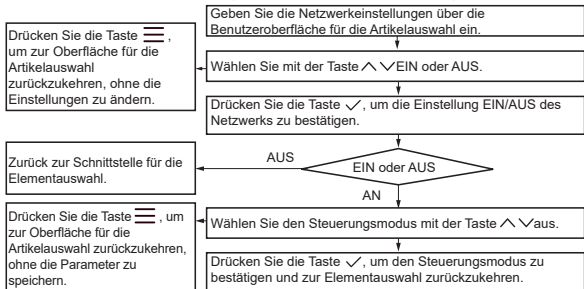 Geben Sie die Netzwerkeinstellungen über die
Benutzeroberfläche für die Artikelauswahl ein.
Drücken Sie die Taste ☰,
um zur Oberfläche für die
Artikelauswahl
zurückzukehren, ohne die
Einstellungen zu ändern.
Wählen Sie mit der Taste ∧ ∨EIN oder AUS.
Drücken Sie die Taste ✓, um die Einstellung EIN/AUS des
Netzwerks zu bestätigen.
Zurück zur Schnittstelle für die
Elementauswahl.
AUS
EIN oder AUS
AN
Drücken Sie die Taste ☰, um
zur Oberfläche für die
Artikelauswahl zurückzukehren,
ohne die Parameter zu
speichern.
Wählen Sie den Steuerungsmodus mit der Taste ∧ ∨aus.
Drücken Sie die Taste ✓, um den Steuerungsmodus zu
bestätigen und zur Elementauswahl zurückzukehren.